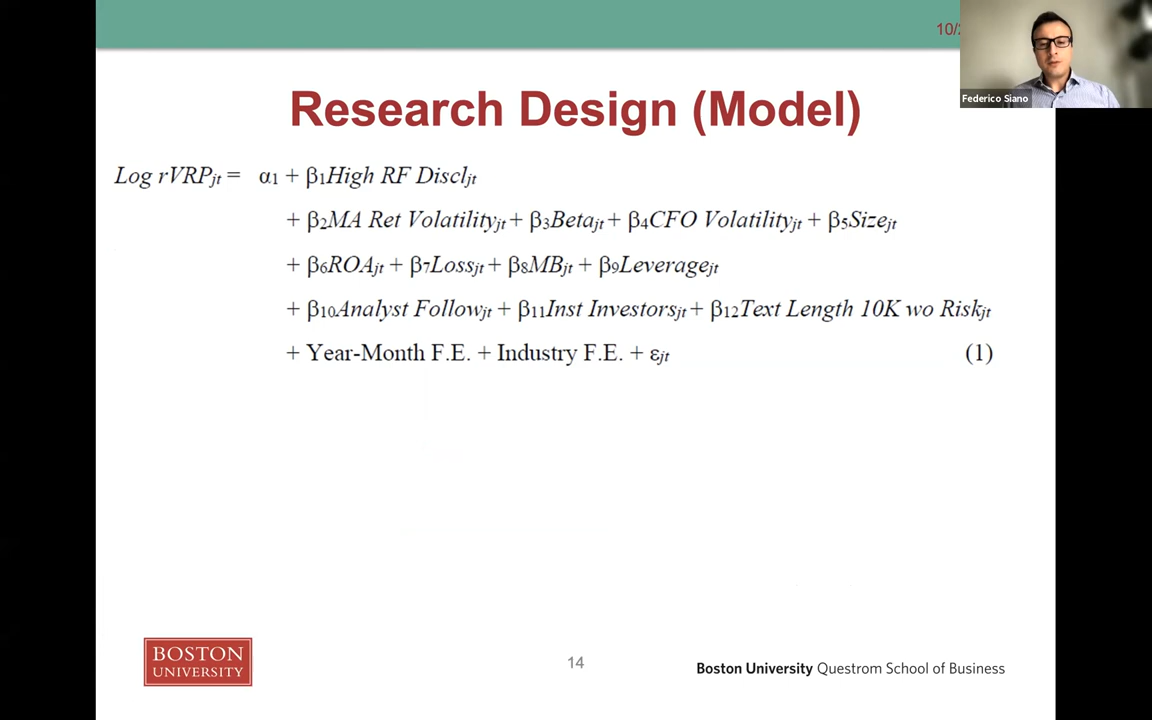 10/
Federico Siano
Research Design (Model)
Log rVRPjt = α1 + β1High RF Discljt
+ β2MA Ret Volatilityjt + β3Betajt + β4CFO Volatilityjt + β5Sizejt
+ β6ROAjt + β7Lossjt + β8MBjt + β9Leveragejt
+ β10Analyst Followjt + β11Inst Investorsjt + β12Text Length 10K wo Riskjt
+ Year-Month F.E. + Industry F.E. + εjt (1)
BOSTON
UNIVERSITY
14
Boston University Questrom School of Business